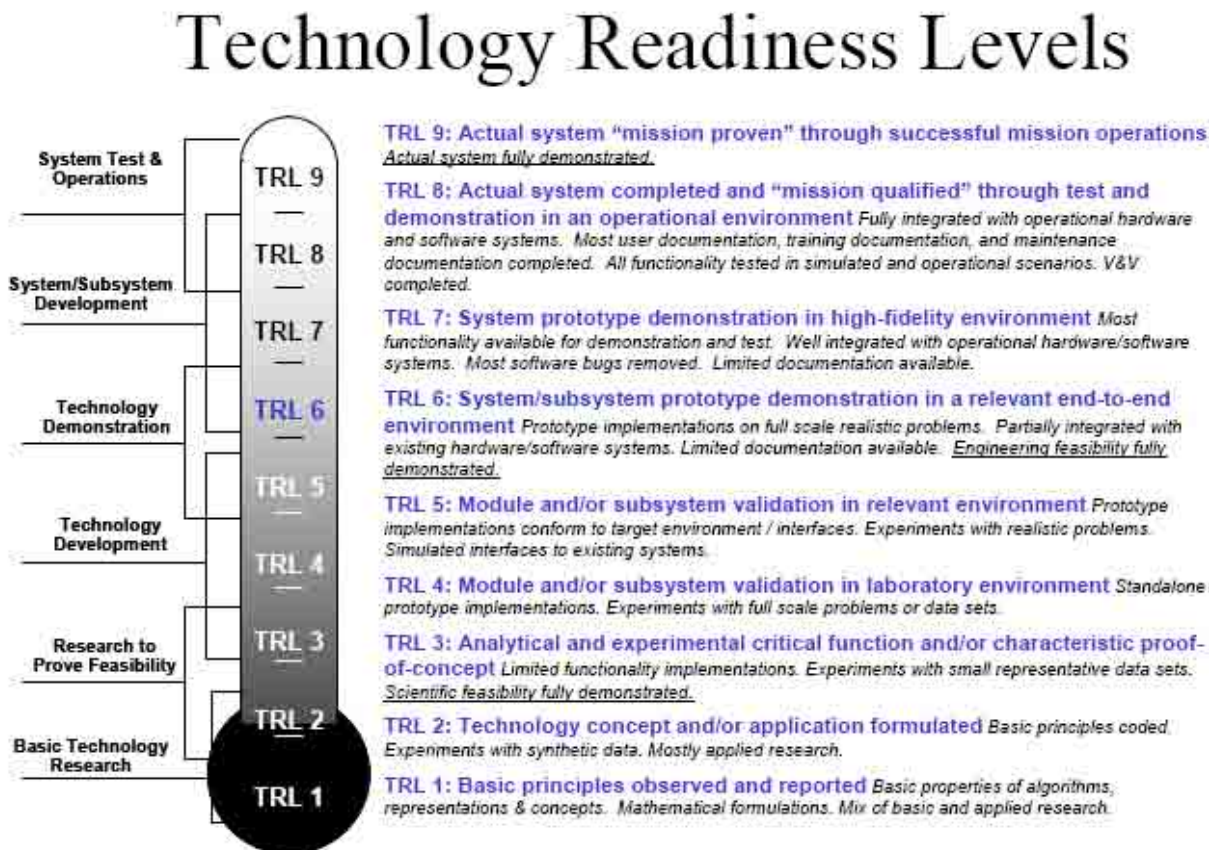 Technology Readiness Levels
System Test &
Operations
System/Subsystem
Development
Technology
Demonstration
Technology
Development
Research to
Prove Feasibility
Basic Technology
Research
TRL 9
TRL 8
TRL 7
TRL 6
TRL 5
TRL 4
TRL 3
TRL 2
TRL 1
TRL 9: Actual system “mission proven” through successful mission operations
Actual system fully demonstrated.
TRL 8: Actual system completed and “mission qualified” through test and
demonstration in an operational environment Fully integrated with operational hardware
and software systems. Most user documentation, training documentation, and maintenance
documentation completed. All functionality tested in simulated and operational scenarios. V&V
completed.
TRL 7: System prototype demonstration in high-fidelity environment Most
functionality available for demonstration and test. Well integrated with operational hardware/software
systems. Most software bugs removed. Limited documentation available.
TRL 6: System/subsystem prototype demonstration in a relevant end-to-end
environment Prototype implementations on full scale realistic problems. Partially integrated with
existing hardware/software systems. Limited documentation available. Engineering feasibility fully
demonstrated.
TRL 5: Module and/or subsystem validation in relevant environment Prototype
implementations conform to target environment / interfaces. Experiments with realistic problems.
Simulated interfaces to existing systems.
TRL 4: Module and/or subsystem validation in laboratory environment Standalone
prototype implementations. Experiments with full scale problems or data sets.
TRL 3: Analytical and experimental critical function and/or characteristic proof-
of-concept Limited functionality implementations. Experiments with small representative data sets.
Scientific feasibility fully demonstrated.
TRL 2: Technology concept and/or application formulated Basic principles coded.
Experiments with synthetic data. Mostly applied research.
TRL 1: Basic principles observed and reported Basic properties of algorithms,
representations & concepts. Mathematical formulations. Mix of basic and applied research.